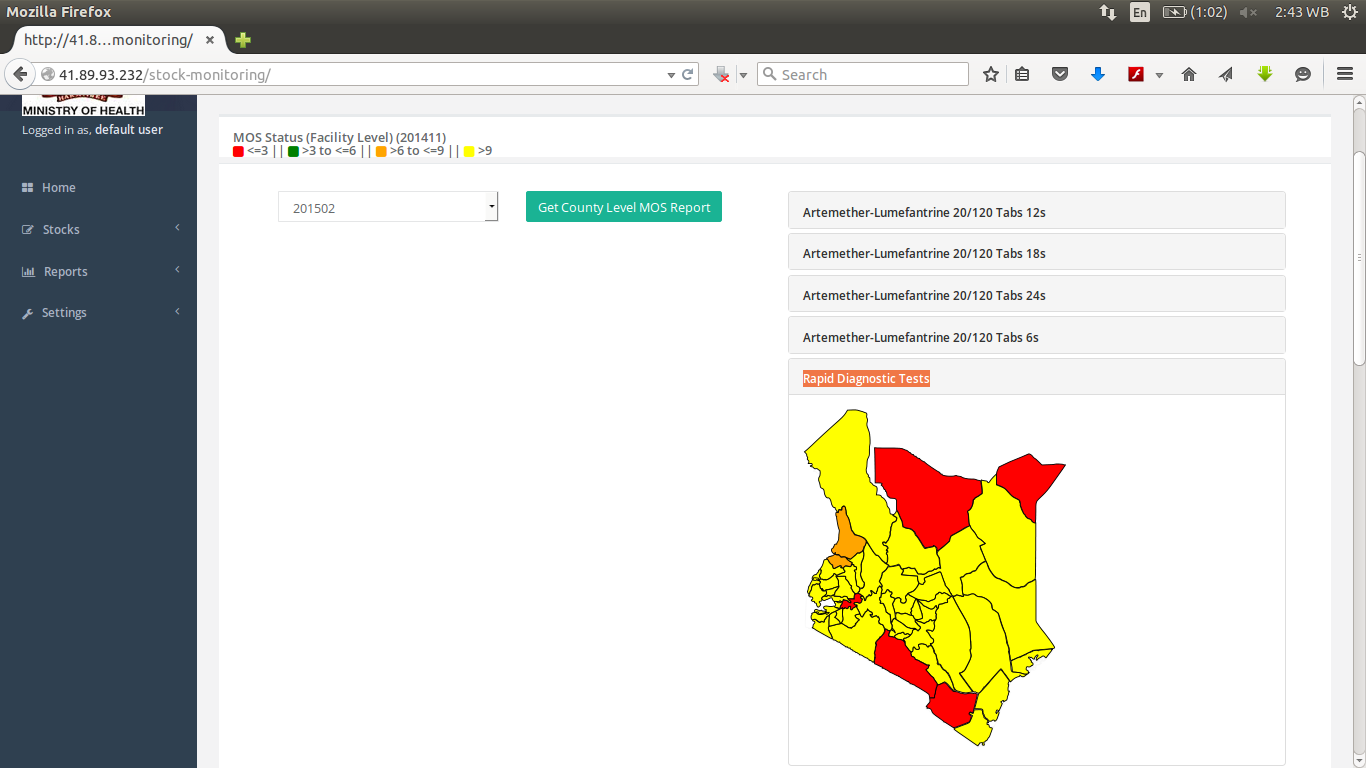 Mozilla Firefox
En
(1:02)
2:43 WB
http://41.8...monitoring/
41.89.93.232/stock-monitoring/
Search
MINISTRY OF HEALTH
Logged in as, default user
Home
Stocks
Reports
Settings
MOS Status (Facility Level) (201411)
<=3 || >3 to <=6 || >6 to <=9 || >9
201502
Get County Level MOS Report
Artemether-Lumefantrine 20/120 Tabs 12s
Artemether-Lumefantrine 20/120 Tabs 18s
Artemether-Lumefantrine 20/120 Tabs 24s
Artemether-Lumefantrine 20/120 Tabs 6s
Rapid Diagnostic Tests